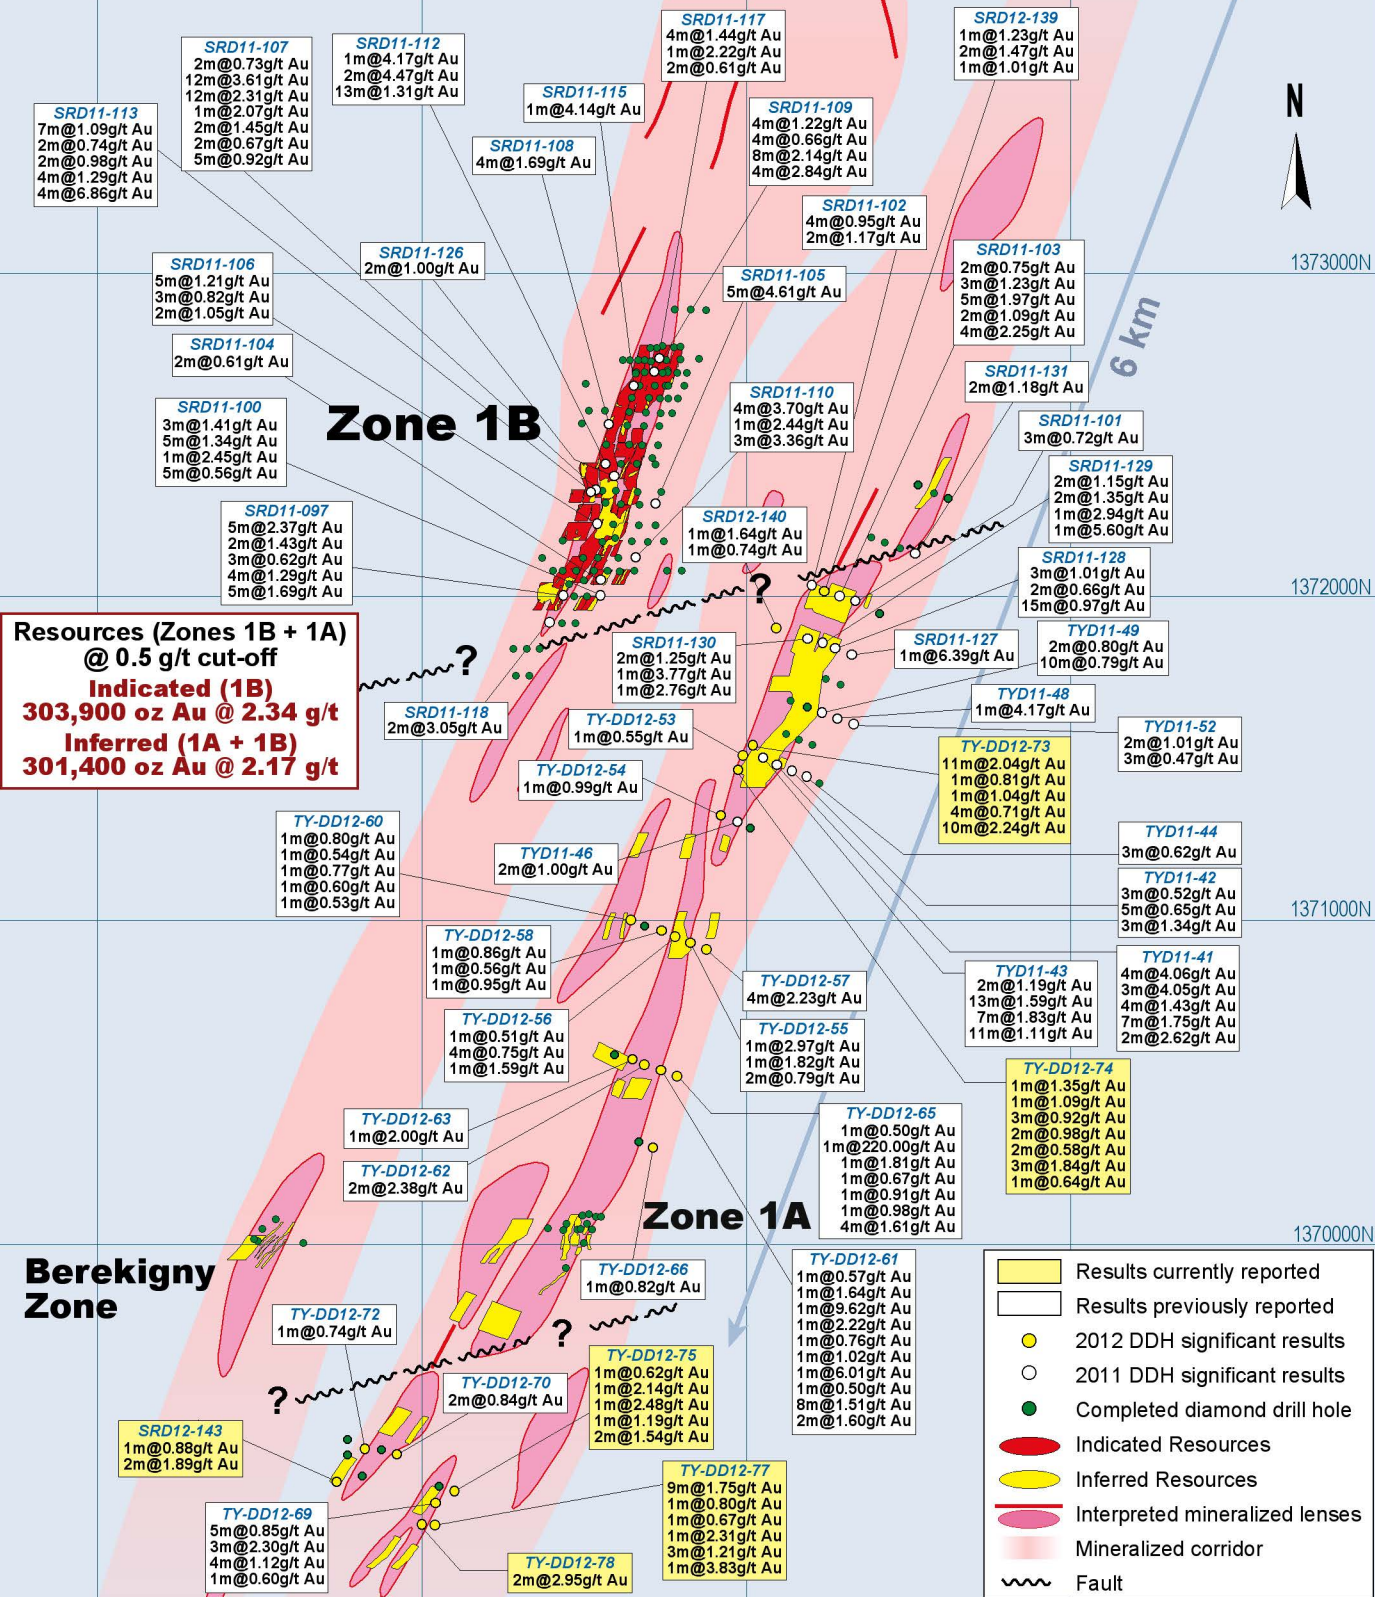 SRD11-117
4m@1.44g/t Au
1m@2.22g/t Au
2m@0.61g/t Au
SRD12-139
1m@1.23g/t Au
2m@1.47g/t Au
1m@1.01g/t Au
SRD11-107
2m@0.73g/t Au
12m@3.61g/t Au
12m@2.31g/t Au
1m@2.07g/t Au
2m@1.45g/t Au
2m@0.67g/t Au
5m@0.92g/t Au
SRD11-112
1m@4.17g/t Au
2m@4.47g/t Au
13m@1.31g/t Au
SRD11-115
1m@4.14g/t Au
SRD11-109
4m@1.22g/t Au
4m@0.66g/t Au
8m@2.14g/t Au
4m@2.84g/t Au
N
SRD11-113
7m@1.09g/t Au
2m@0.74g/t Au
2m@0.98g/t Au
4m@1.29g/t Au
4m@6.86g/t Au
SRD11-108
4m@1.69g/t Au
SRD11-102
4m@0.95g/t Au
2m@1.17g/t Au
SRD11-126
2m@1.00g/t Au
SRD11-103
2m@0.75g/t Au
3m@1.23g/t Au
5m@1.97g/t Au
2m@1.09g/t Au
4m@2.25g/t Au
1373000N
SRD11-106
5m@1.21g/t Au
3m@0.82g/t Au
2m@1.05g/t Au
SRD11-105
5m@4.61g/t Au
6 km
SRD11-104
2m@0.61g/t Au
SRD11-131
2m@1.18g/t Au
SRD11-110
4m@3.70g/t Au
1m@2.44g/t Au
3m@3.36g/t Au
SRD11-100
3m@1.41g/t Au
5m@1.34g/t Au
1m@2.45g/t Au
5m@0.56g/t Au
Zone 1B
SRD11-101
3m@0.72g/t Au
SRD11-129
2m@1.15g/t Au
2m@1.35g/t Au
1m@2.94g/t Au
1m@5.60g/t Au
SRD11-097
5m@2.37g/t Au
2m@1.43g/t Au
3m@0.62g/t Au
4m@1.29g/t Au
5m@1.69g/t Au
SRD12-140
1m@1.64g/t Au
1m@0.74g/t Au
SRD11-128
3m@1.01g/t Au
2m@0.66g/t Au
15m@0.97g/t Au
1372000N
?
Resources (Zones 1B + 1A)
@ 0.5 g/t cut-off
Indicated (1B)
303,900 oz Au @ 2.34 g/t
Inferred (1A + 1B)
301,400 oz Au @ 2.17 g/t
?
SRD11-130
2m@1.25g/t Au
1m@3.77g/t Au
1m@2.76g/t Au
SRD11-127
1m@6.39g/t Au
TYD11-49
2m@0.80g/t Au
10m@0.79g/t Au
SRD11-118
2m@3.05g/t Au
TY-DD12-53
1m@0.55g/t Au
TYD11-48
1m@4.17g/t Au
TYD11-52
2m@1.01g/t Au
3m@0.47g/t Au
TY-DD12-73
11m@2.04g/t Au
1m@0.81g/t Au
1m@1.04g/t Au
4m@0.71g/t Au
10m@2.24g/t Au
TY-DD12-54
1m@0.99g/t Au
TY-DD12-60
1m@0.80g/t Au
1m@0.54g/t Au
1m@0.77g/t Au
1m@0.60g/t Au
1m@0.53g/t Au
TYD11-46
2m@1.00g/t Au
TYD11-44
3m@0.62g/t Au
TYD11-42
3m@0.52g/t Au
5m@0.65g/t Au
3m@1.34g/t Au
1371000N
TY-DD12-58
1m@0.86g/t Au
1m@0.56g/t Au
1m@0.95g/t Au
TYD11-41
4m@4.06g/t Au
3m@4.05g/t Au
4m@1.43g/t Au
7m@1.75g/t Au
2m@2.62g/t Au
TYD11-43
2m@1.19g/t Au
13m@1.59g/t Au
7m@1.83g/t Au
11m@1.11g/t Au
TY-DD12-57
4m@2.23g/t Au
TY-DD12-56
1m@0.51g/t Au
4m@0.75g/t Au
1m@1.59g/t Au
TY-DD12-55
1m@2.97g/t Au
1m@1.82g/t Au
2m@0.79g/t Au
TY-DD12-74
1m@1.35g/t Au
1m@1.09g/t Au
3m@0.92g/t Au
2m@0.98g/t Au
2m@0.58g/t Au
3m@1.84g/t Au
1m@0.64g/t Au
TY-DD12-63
1m@2.00g/t Au
TY-DD12-65
1m@0.50g/t Au
1m@220.00g/t Au
1m@1.81g/t Au
1m@0.67g/t Au
1m@0.91g/t Au
1m@0.98g/t Au
4m@1.61g/t Au
TY-DD12-62
2m@2.38g/t Au
Zone 1A
1370000N
Berekigny
Zone
TY-DD12-66
1m@0.82g/t Au
TY-DD12-61
1m@0.57g/t Au
1m@1.64g/t Au
1m@9.62g/t Au
1m@2.22g/t Au
1m@0.76g/t Au
1m@1.02g/t Au
1m@6.01g/t Au
1m@0.50g/t Au
8m@1.51g/t Au
2m@1.60g/t Au
TY-DD12-72
1m@0.74g/t Au
?
?
TY-DD12-75
1m@0.62g/t Au
1m@2.14g/t Au
1m@2.48g/t Au
1m@1.19g/t Au
2m@1.54g/t Au
TY-DD12-70
2m@0.84g/t Au
SRD12-143
1m@0.88g/t Au
2m@1.89g/t Au
TY-DD12-77
9m@1.75g/t Au
1m@0.80g/t Au
1m@0.67g/t Au
1m@2.31g/t Au
3m@1.21g/t Au
1m@3.83g/t Au
TY-DD12-69
5m@0.85g/t Au
3m@2.30g/t Au
4m@1.12g/t Au
1m@0.60g/t Au
TY-DD12-78
2m@2.95g/t Au
Results currently reported
Results previously reported
2012 DDH significant results
2011 DDH significant results
Completed diamond drill hole
Indicated Resources
Inferred Resources
Interpreted mineralized lenses
Mineralized corridor
Fault